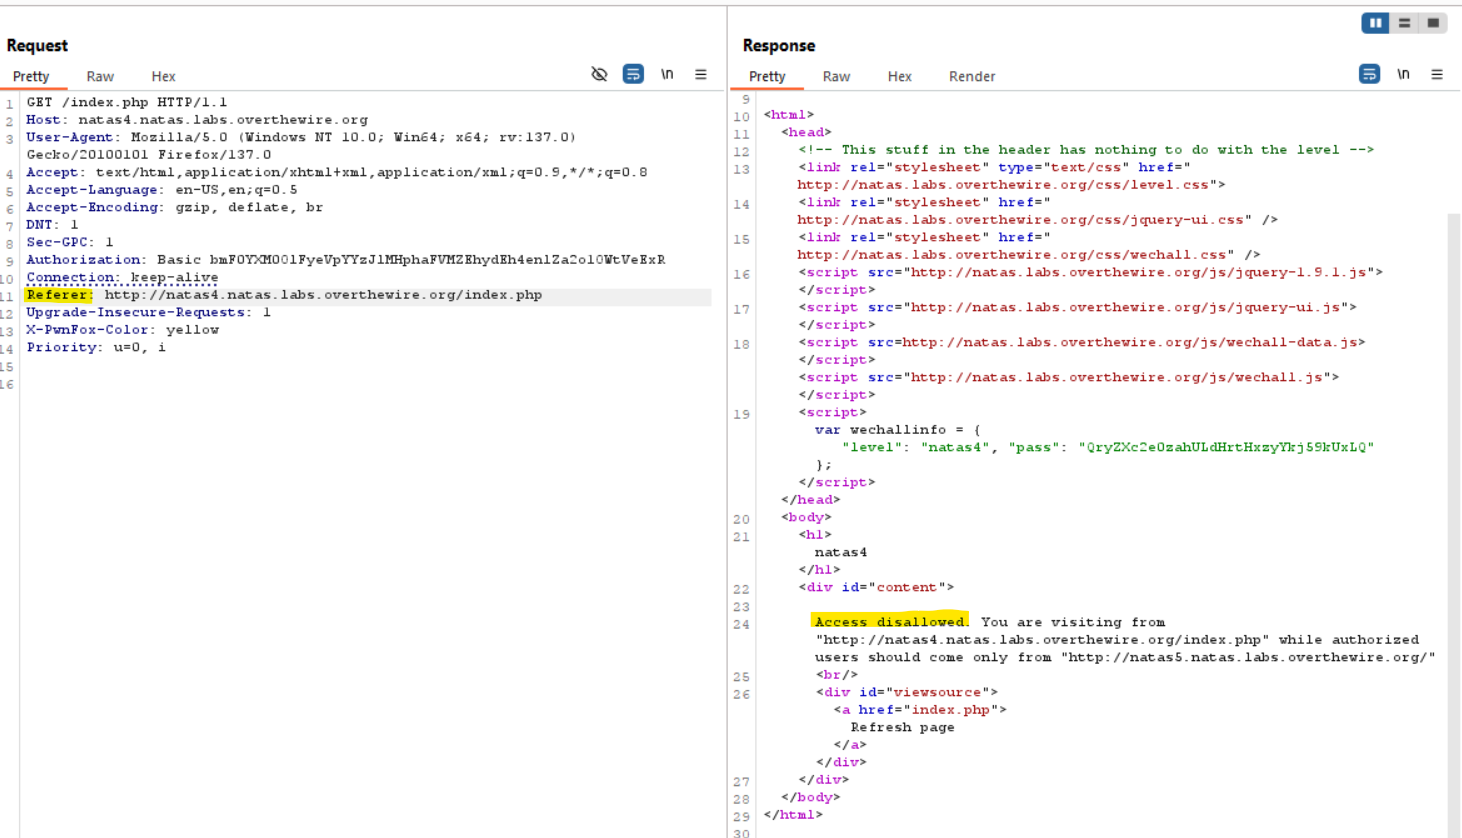 Request
Pretty Raw Hex
\n
1 GET /index.php HTTP/1.1
2 Host: natas4.natas.labs.overthewire.org
3 User-Agent: Mozilla/5.0 (Windows NT 10.0; Win64; x64; rv:137.0)
Gecko/20100101 Firefox/137.0
4 Accept: text/html,application/xhtml+xml,application/xml;q=0.9,*/*;q=0.8
5 Accept-Language: en-US,en;q=0.5
6 Accept-Encoding: gzip, deflate, br
7 DNT: 1
8 Sec-GPC: 1
9 Authorization: Basic
10 Connection: keep-alive
11 Referer: http://natas4.natas.labs.overthewire.org/index.php
12 Upgrade-Insecure-Requests: 1
13 X-PwnFox-Color: yellow
14 Priority: u=0, i
15
16
Response
Pretty Raw Hex Render
\n
9
10 <html>
11 <head>
12 <!-- This stuff in the header has nothing to do with the level -->
13 <link rel="stylesheet" type="text/css" href="
http://natas.labs.overthewire.org/css/level.css">
14 <link rel="stylesheet" href="
http://natas.labs.overthewire.org/css/jquery-ui.css" />
15 <link rel="stylesheet" href="
http://natas.labs.overthewire.org/css/wechall.css" />
16 <script src="http://natas.labs.overthewire.org/js/jquery-1.9.1.js">
</script>
17 <script src="http://natas.labs.overthewire.org/js/jquery-ui.js">
</script>
18 <script src=http://natas.labs.overthewire.org/js/wechall-data.js>
</script>
<script src="http://natas.labs.overthewire.org/js/wechall.js">
</script>
19 <script>
var wechallinfo = {
"level": "natas4", "pass": "QryZXc2e0zahULdHrtHxzyYkj59kUxLQ"
};
</script>
</head>
20 <body>
21 <h1>
natas4
</h1>
22 <div id="content">
23
24 Access disallowed. You are visiting from
"http://natas4.natas.labs.overthewire.org/index.php" while authorized
users should come only from "http://natas5.natas.labs.overthewire.org/"
25 <br/>
26 <div id="viewsource">
<a href="index.php">
Refresh page
</a>
</div>
27 </div>
28 </body>
29 </html>
30